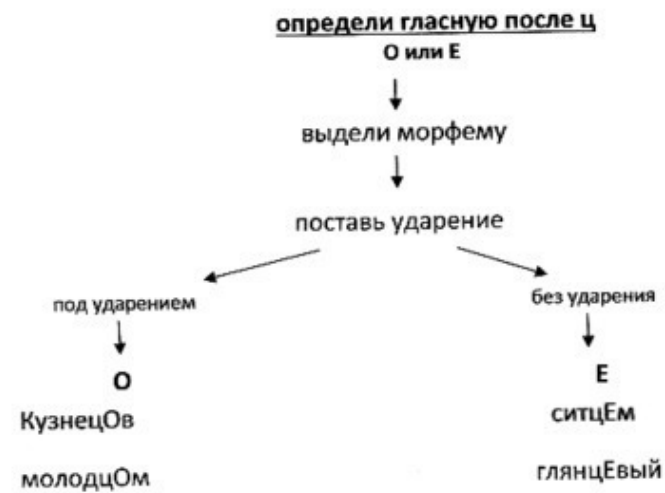 определи гласную после ц
О или Е
выдели морфему
поставь ударение
под ударением
без ударения
О
Е
КузнецОв
ситцЕм
молодцОм
глянцЕвый